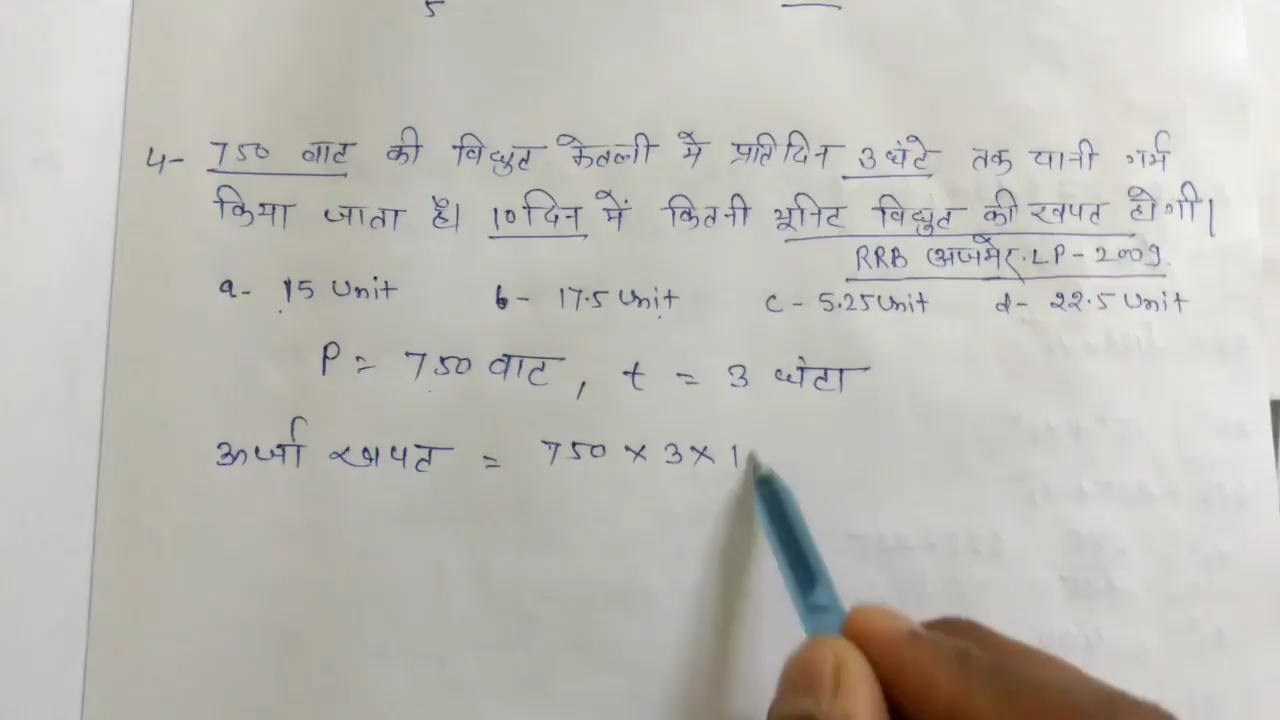 5
4- 750 वाट की विद्युत केतली में प्रतिदिन 3 घंटे तक पानी गर्म
किया जाता है। 10 दिन में कितनी यूनिट विद्युत की खपत होगी।
RRB अजमेर. LP - 2009.
a- 15 Unit b- 17.5 Unit c- 5.25 Unit d- 22.5 Unit
P = 750 वाट, t = 3 घंटा
ऊर्जा खपत = 750 × 3 × 1